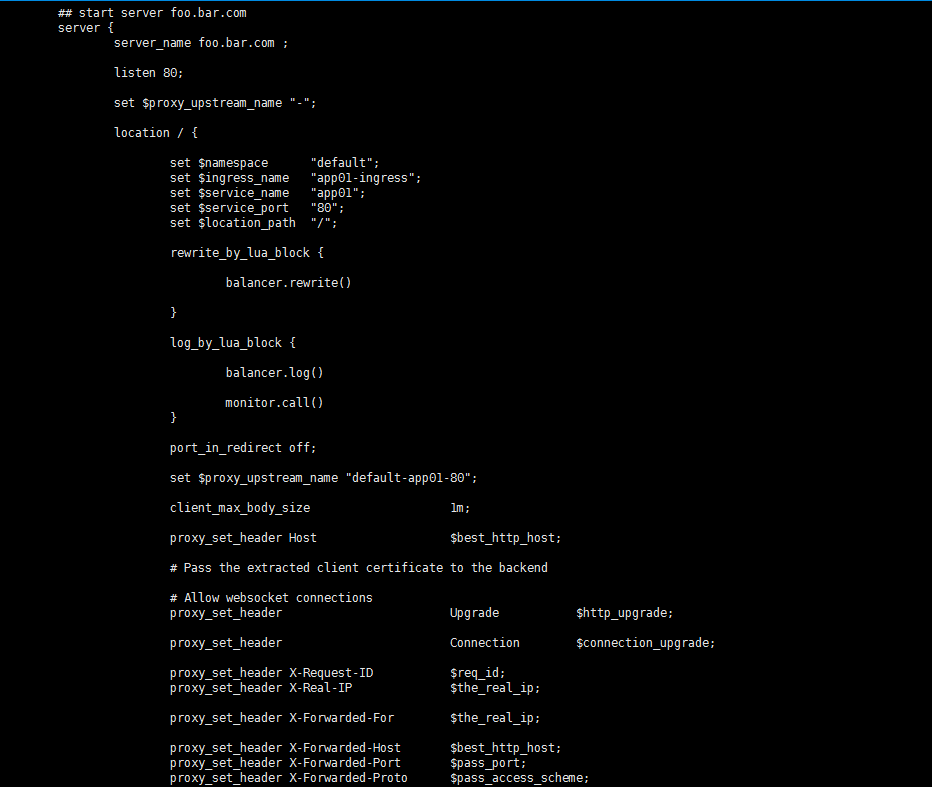 ## start server foo.bar.com
server {
server_name foo.bar.com ;
listen 80;
set $proxy_upstream_name "-";
location / {
set $namespace      "default";
set $ingress_name   "app01-ingress";
set $service_name   "app01";
set $service_port   "80";
set $location_path  "/";
rewrite_by_lua_block {
balancer.rewrite()
}
log_by_lua_block {
balancer.log()
monitor.call()
}
port_in_redirect off;
set $proxy_upstream_name "default-app01-80";
client_max_body_size                    1m;
proxy_set_header Host                   $best_http_host;
# Pass the extracted client certificate to the backend
# Allow websocket connections
proxy_set_header                        Upgrade           $http_upgrade;
proxy_set_header                        Connection        $connection_upgrade;
proxy_set_header X-Request-ID           $req_id;
proxy_set_header X-Real-IP              $the_real_ip;
proxy_set_header X-Forwarded-For        $the_real_ip;
proxy_set_header X-Forwarded-Host       $best_http_host;
proxy_set_header X-Forwarded-Port       $pass_port;
proxy_set_header X-Forwarded-Proto      $pass_access_scheme;